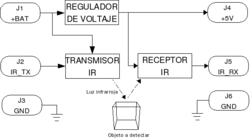 J1
+BAT
REGULADOR
DE VOLTAJE
J4
+5V
J2
IR_TX
TRANSMISOR
IR
RECEPTOR
IR
J5
IR_RX
Luz infrarroja
J3
GND
J6
GND
Objeto a detectar